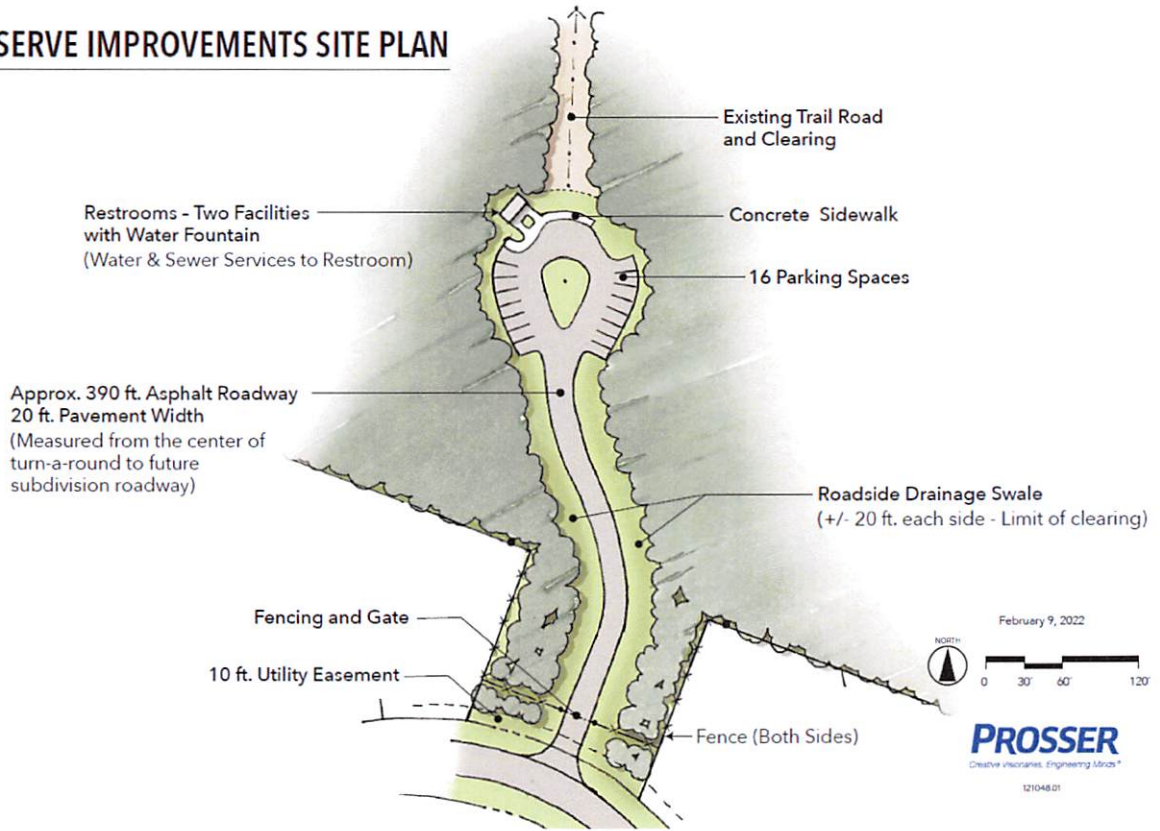 SERVE IMPROVEMENTS SITE PLAN
Existing Trail Road
and Clearing
Restrooms - Two Facilities
with Water Fountain
(Water & Sewer Services to Restroom)
Concrete Sidewalk
16 Parking Spaces
Approx. 390 ft. Asphalt Roadway
20 ft. Pavement Width
(Measured from the center of
turn-a-round to future
subdivision roadway)
Roadside Drainage Swale
(+/- 20 ft. each side - Limit of clearing)
Fencing and Gate
10 ft. Utility Easement
Fence (Both Sides)
February 9, 2022
NORTH
0 30' 60' 120'
PROSSER
Creative Visionaries, Engineering Minds®
121048.01